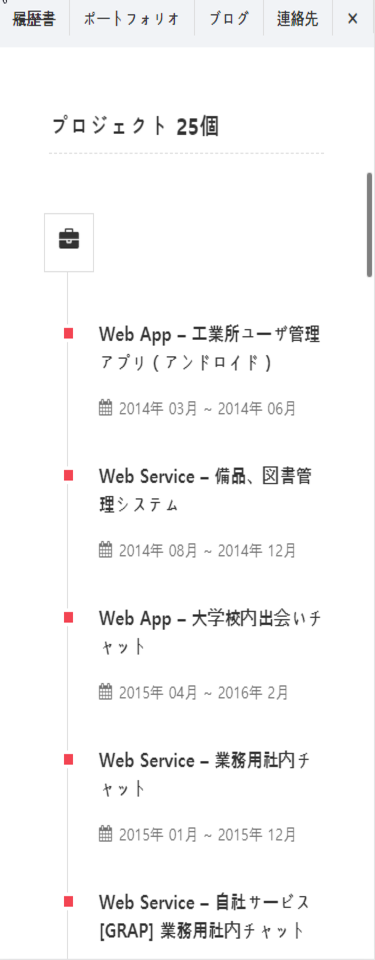 履歴書 ポートフォリオ ブログ 連絡先 ×
プロジェクト 25個
Web App – 工業所ユーザ管理
アプリ ( アンドロイド )
2014年 03月 ~ 2014年 06月
Web Service – 備品、図書管
理システム
2014年 08月 ~ 2014年 12月
Web App – 大学校内出会いチ
ャット
2015年 04月 ~ 2016年 2月
Web Service – 業務用社内チ
ャット
2015年 01月 ~ 2015年 12月
Web Service – 自社サービス
[GRAP] 業務用社内チャット